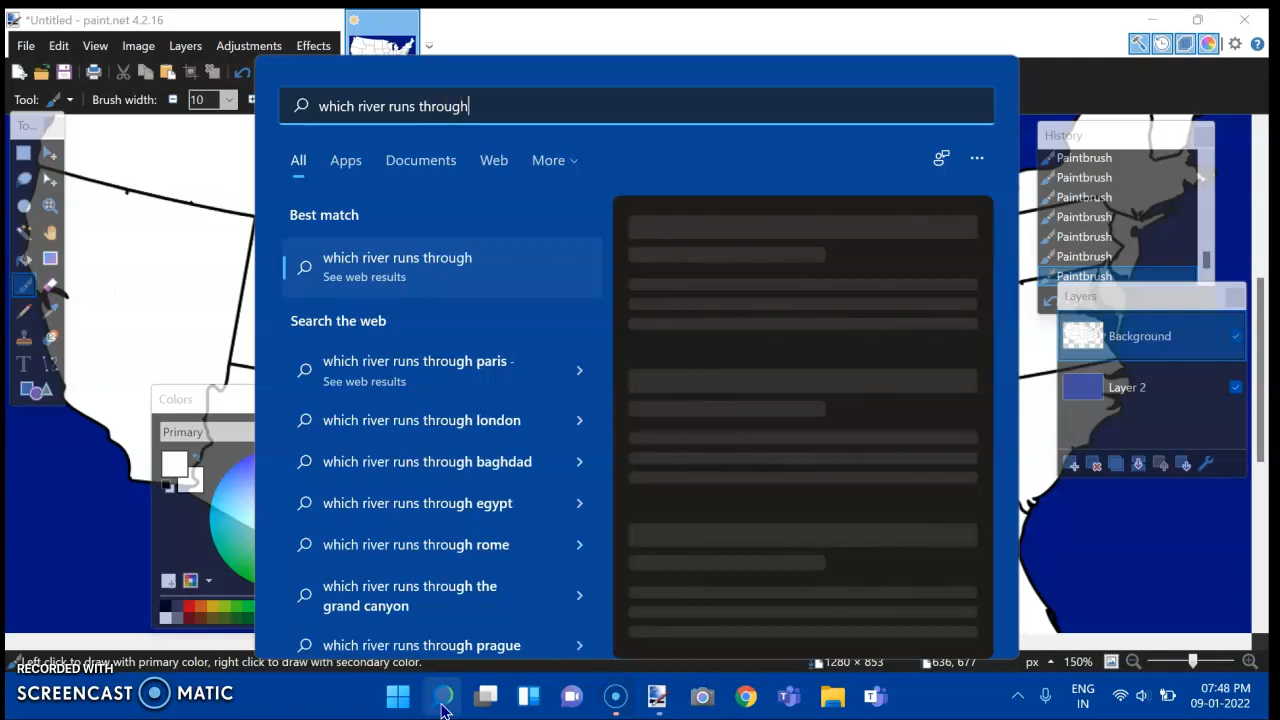 *Untitled - paint.net 4.2.16
File Edit View Image Layers Adjustments Effects
Tool: Brush width: 10
which river runs through
To...
All Apps Documents Web More
History
Best match
which river runs through
See web results
Paintbrush
Paintbrush
Paintbrush
Paintbrush
Paintbrush
Paintbrush
Paintbrush
Layers
Background
Layer 2
Search the web
which river runs through paris -
See web results
which river runs through london
which river runs through baghdad
which river runs through egypt
which river runs through rome
which river runs through the
grand canyon
which river runs through prague
Colors
Primary
Left click to draw with primary color, right click to draw with secondary color.
1280 × 853 636, 677 px 150%
RECORDED WITH
SCREENCAST MATIC
ENG
IN
07:48 PM
09-01-2022